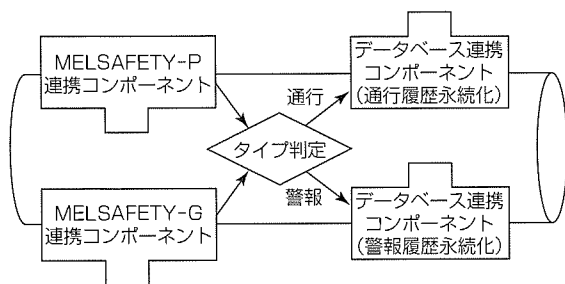 MELSAFETY-P
連携コンポーネント
データベース連携
コンポーネント
(通行履歴永続化)
通行
タイプ判定
警報
MELSAFETY-G
連携コンポーネント
データベース連携
コンポーネント
(警報履歴永続化)